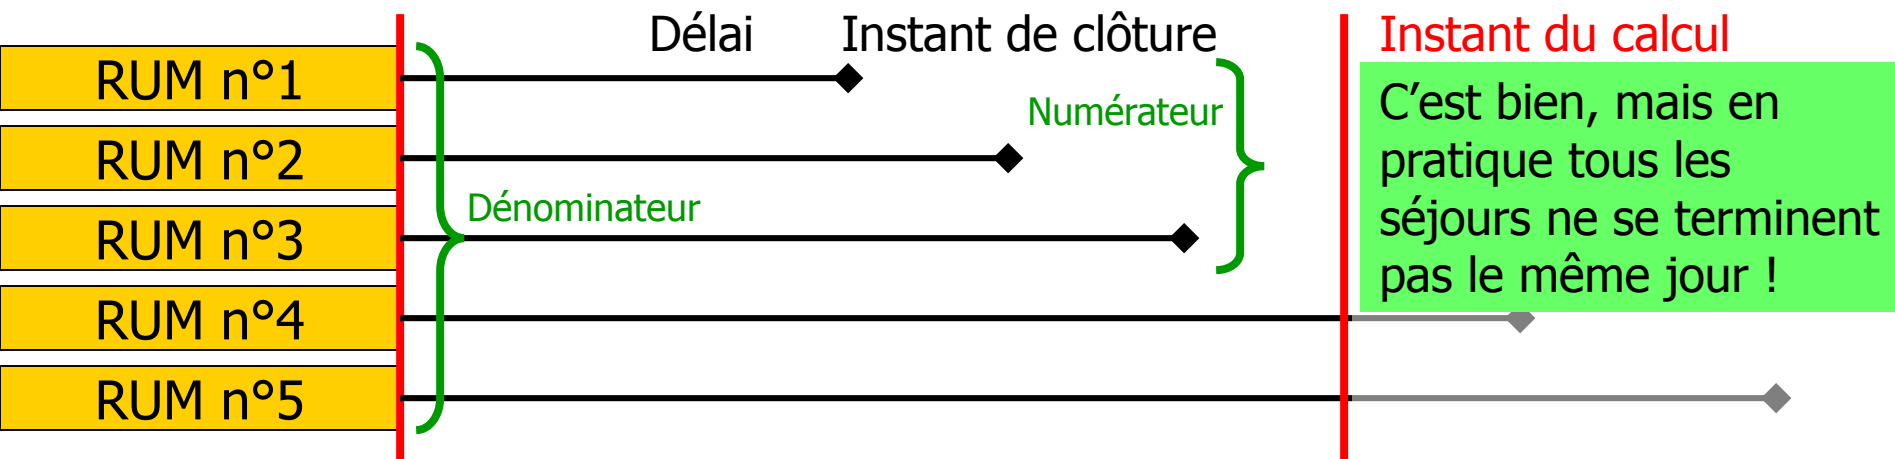 Délai Instant de clôture Instant du calcul
RUM n°1
Numérateur
RUM n°2
Dénominateur
RUM n°3
RUM n°4
RUM n°5
C’est bien, mais en
pratique tous les
séjours ne se terminent
pas le même jour !